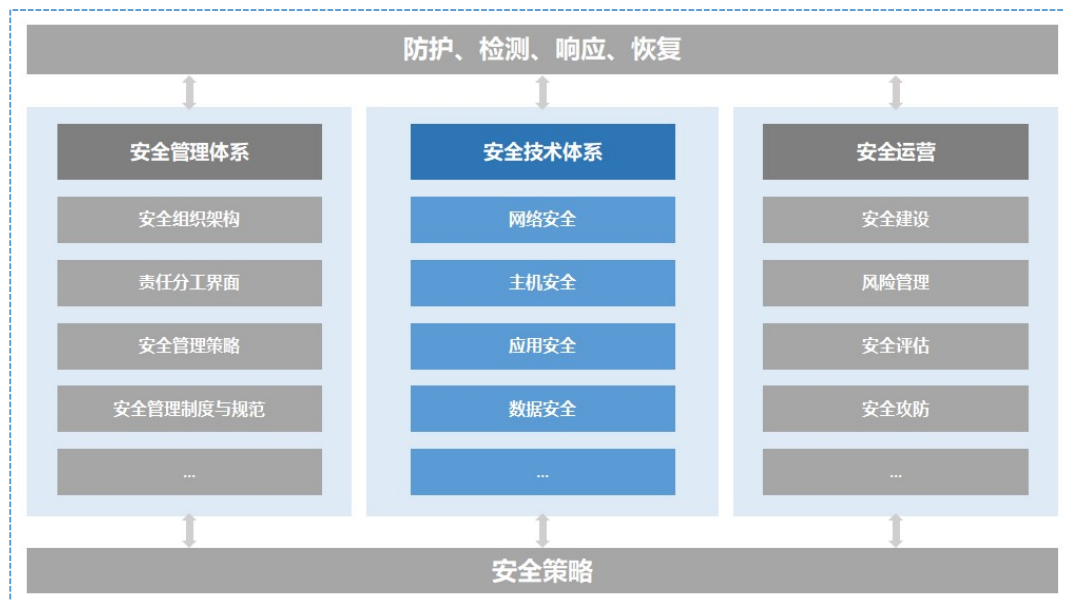 防护、检测、响应、恢复
安全管理体系
安全组织架构
责任分工界面
安全管理策略
安全管理制度与规范
...
安全技术体系
网络安全
主机安全
应用安全
数据安全
...
安全运营
安全建设
风险管理
安全评估
安全攻防
...
安全策略